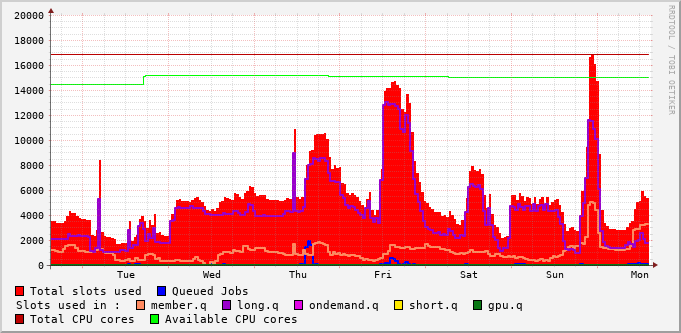 20000
18000
16000
14000
12000
10000
8000
6000
4000
2000
0
Tue Wed Thu Fri Sat Sun Mon
RRDTOOL / TOBI OETIKER
Total slots used Queued Jobs
Slots used in : member.q long.q ondemand.q short.q gpu.q
Total CPU cores Available CPU cores